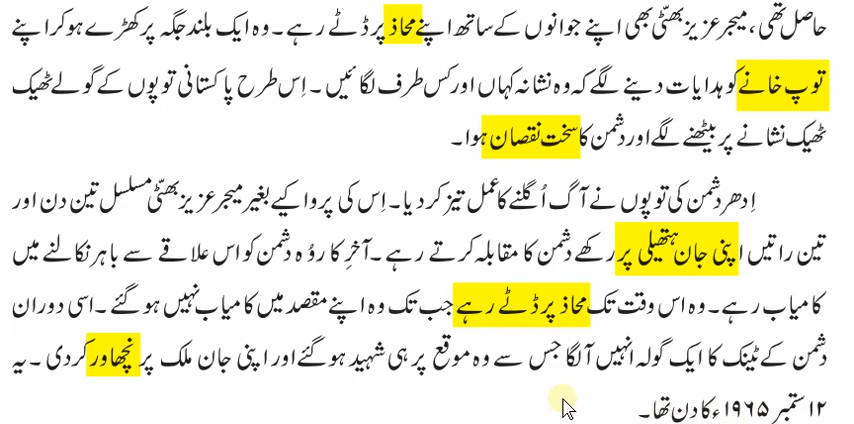 حاصل تھی، میجر عزیز بھٹّی بھی اپنے جوانوں کے ساتھ اپنے محاذ پر ڈٹے رہے۔ وہ ایک بلند جگہ پر کھڑے ہو کر اپنے
توپ خانے کو ہدایات دینے لگے کہ وہ نشانہ کہاں اور کس طرف لگائیں۔ اِس طرح پاکستانی توپوں کے گولے ٹھیک
ٹھیک نشانے پر بیٹھنے لگے اور دشمن کا سخت نقصان ہوا۔
اِدھر دشمن کی توپوں نے آگ اُگلنے کا عمل تیز کر دیا۔ اِس کی پروا کیے بغیر میجر عزیز بھٹّی مسلسل تین دن اور
تین راتیں اپنی جان ہتھیلی پر رکھے دشمن کا مقابلہ کرتے رہے۔ آخرِ کار وُہ دشمن کو اس علاقے سے باہر نکالنے میں
کامیاب رہے۔ وہ اس وقت تک محاذ پر ڈٹے رہے جب تک وہ اپنے مقصد میں کامیاب نہیں ہو گئے۔ اسی دوران
دشمن کے ٹینک کا ایک گولہ انہیں آ لگا جس سے وہ موقع پر ہی شہید ہو گئے اور اپنی جان ملک پر نچھاور کر دی۔ یہ
۱۲ ستمبر ۱۹۶۵ء کا دن تھا۔